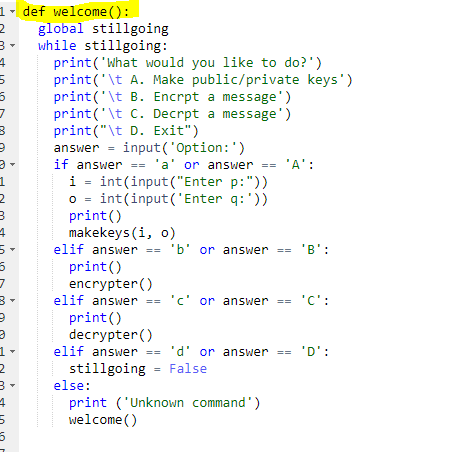 1 def welcome():
2 global stillgoing
3 while stillgoing:
4 print('What would you like to do?')
5 print('\t A. Make public/private keys')
6 print('\t B. Encrpt a message')
7 print('\t C. Decrpt a message')
8 print("\t D. Exit")
9 answer = input('Option:')
0 if answer == 'a' or answer == 'A':
1 i = int(input("Enter p:"))
2 o = int(input('Enter q:'))
3 print()
4 makekeys(i, o)
5 elif answer == 'b' or answer == 'B':
6 print()
7 encrypter()
8 elif answer == 'c' or answer == 'C':
9 print()
0 decrypter()
1 elif answer == 'd' or answer == 'D':
2 stillgoing = False
3 else:
4 print ('Unknown command')
5 welcome()
6
7